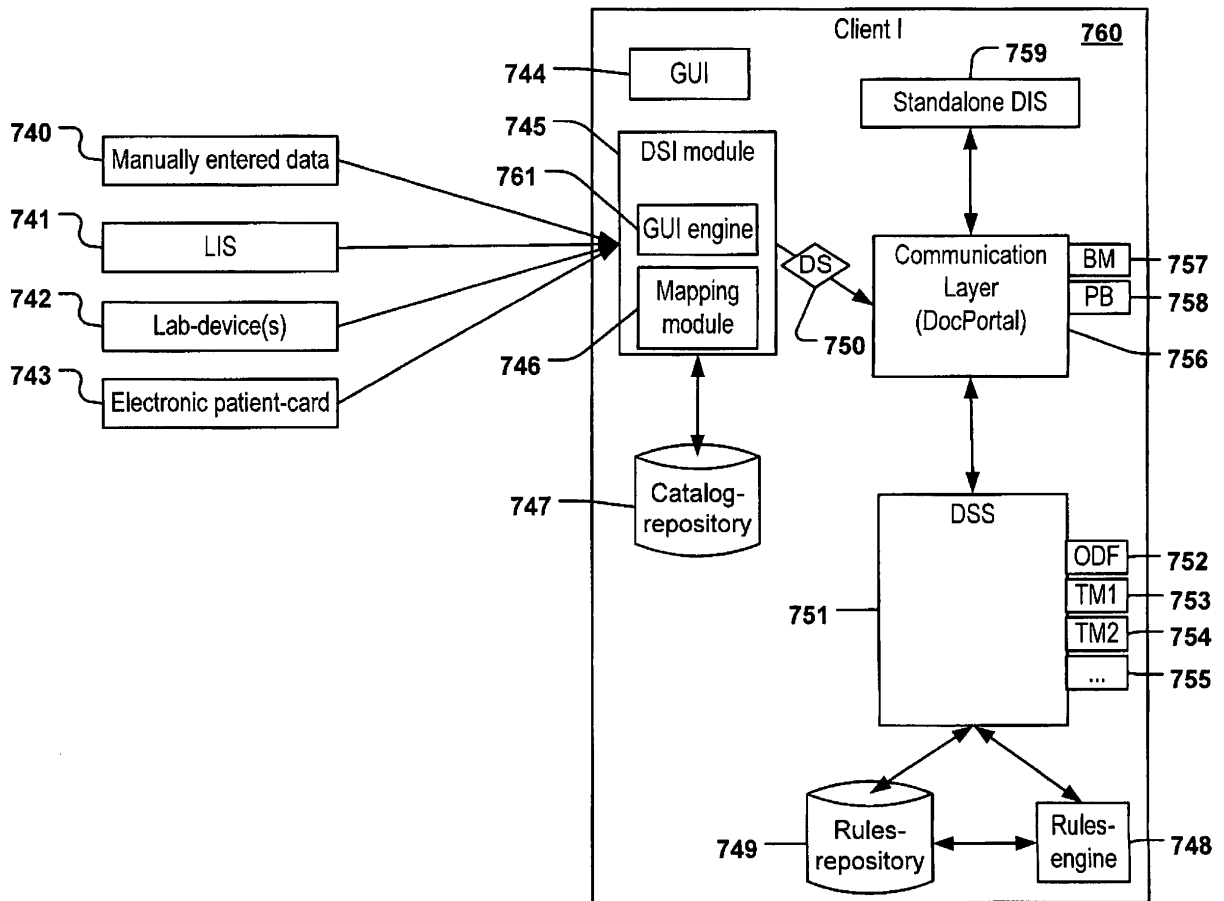 Client I
760
744
GUI
759
Standalone DIS
740
Manually entered data
745
DSI module
741
LIS
761
GUI engine
DS
Communication
Layer
(DocPortal)
BM
757
PB
758
742
Lab-device(s)
746
Mapping
module
750
756
743
Electronic patient-card
747
Catalog-
repository
DSS
751
ODF
752
TM1
753
TM2
754
...
755
749
Rules-
repository
Rules-
engine
748